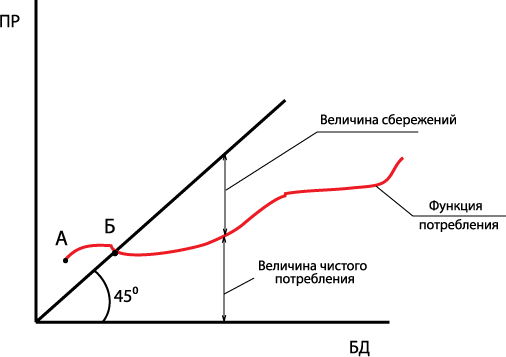 ПР
Величина сбережений
А
Б
Функция
потребления
Величина чистого
потребления
45⁰
БД